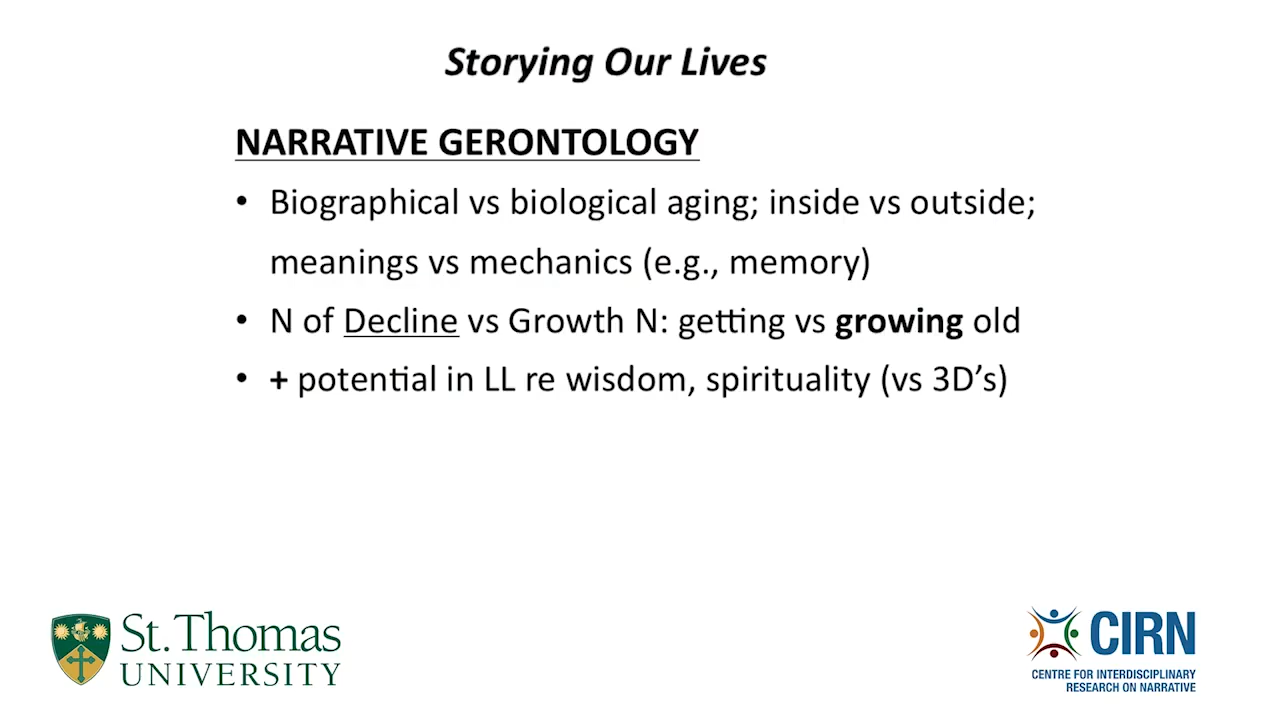 Storying Our Lives
NARRATIVE GERONTOLOGY
• Biographical vs biological aging; inside vs outside;
meanings vs mechanics (e.g., memory)
• N of Decline vs Growth N: getting vs growing old
• + potential in LL re wisdom, spirituality (vs 3D’s)
St. Thomas
UNIVERSITY
CIRN
CENTRE FOR INTERDISCIPLINARY
RESEARCH ON NARRATIVE